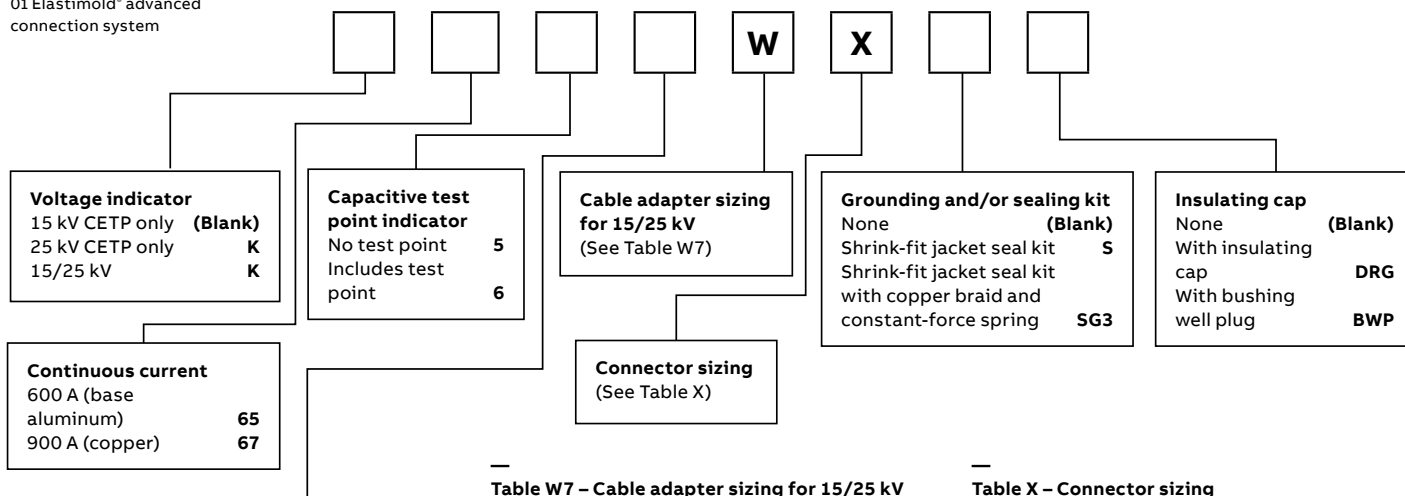 01 Elastimold® advanced
connection system
W X
Voltage indicator
15 kV CETP only (Blank)
25 kV CETP only K
15/25 kV K
Capacitive test
point indicator
No test point 5
Includes test
point 6
Cable adapter sizing
for 15/25 kV
(See Table W7)
Grounding and/or sealing kit
None (Blank)
Shrink-fit jacket seal kit S
Shrink-fit jacket seal kit
with copper braid and
constant-force spring SG3
Insulating cap
None (Blank)
With insulating
cap DRG
With bushing
well plug BWP
Continuous current
600 A (base
aluminum) 65
900 A (copper) 67
Connector sizing
(See Table X)
Table W7 – Cable adapter sizing for 15/25 kV
Table X – Connector sizing